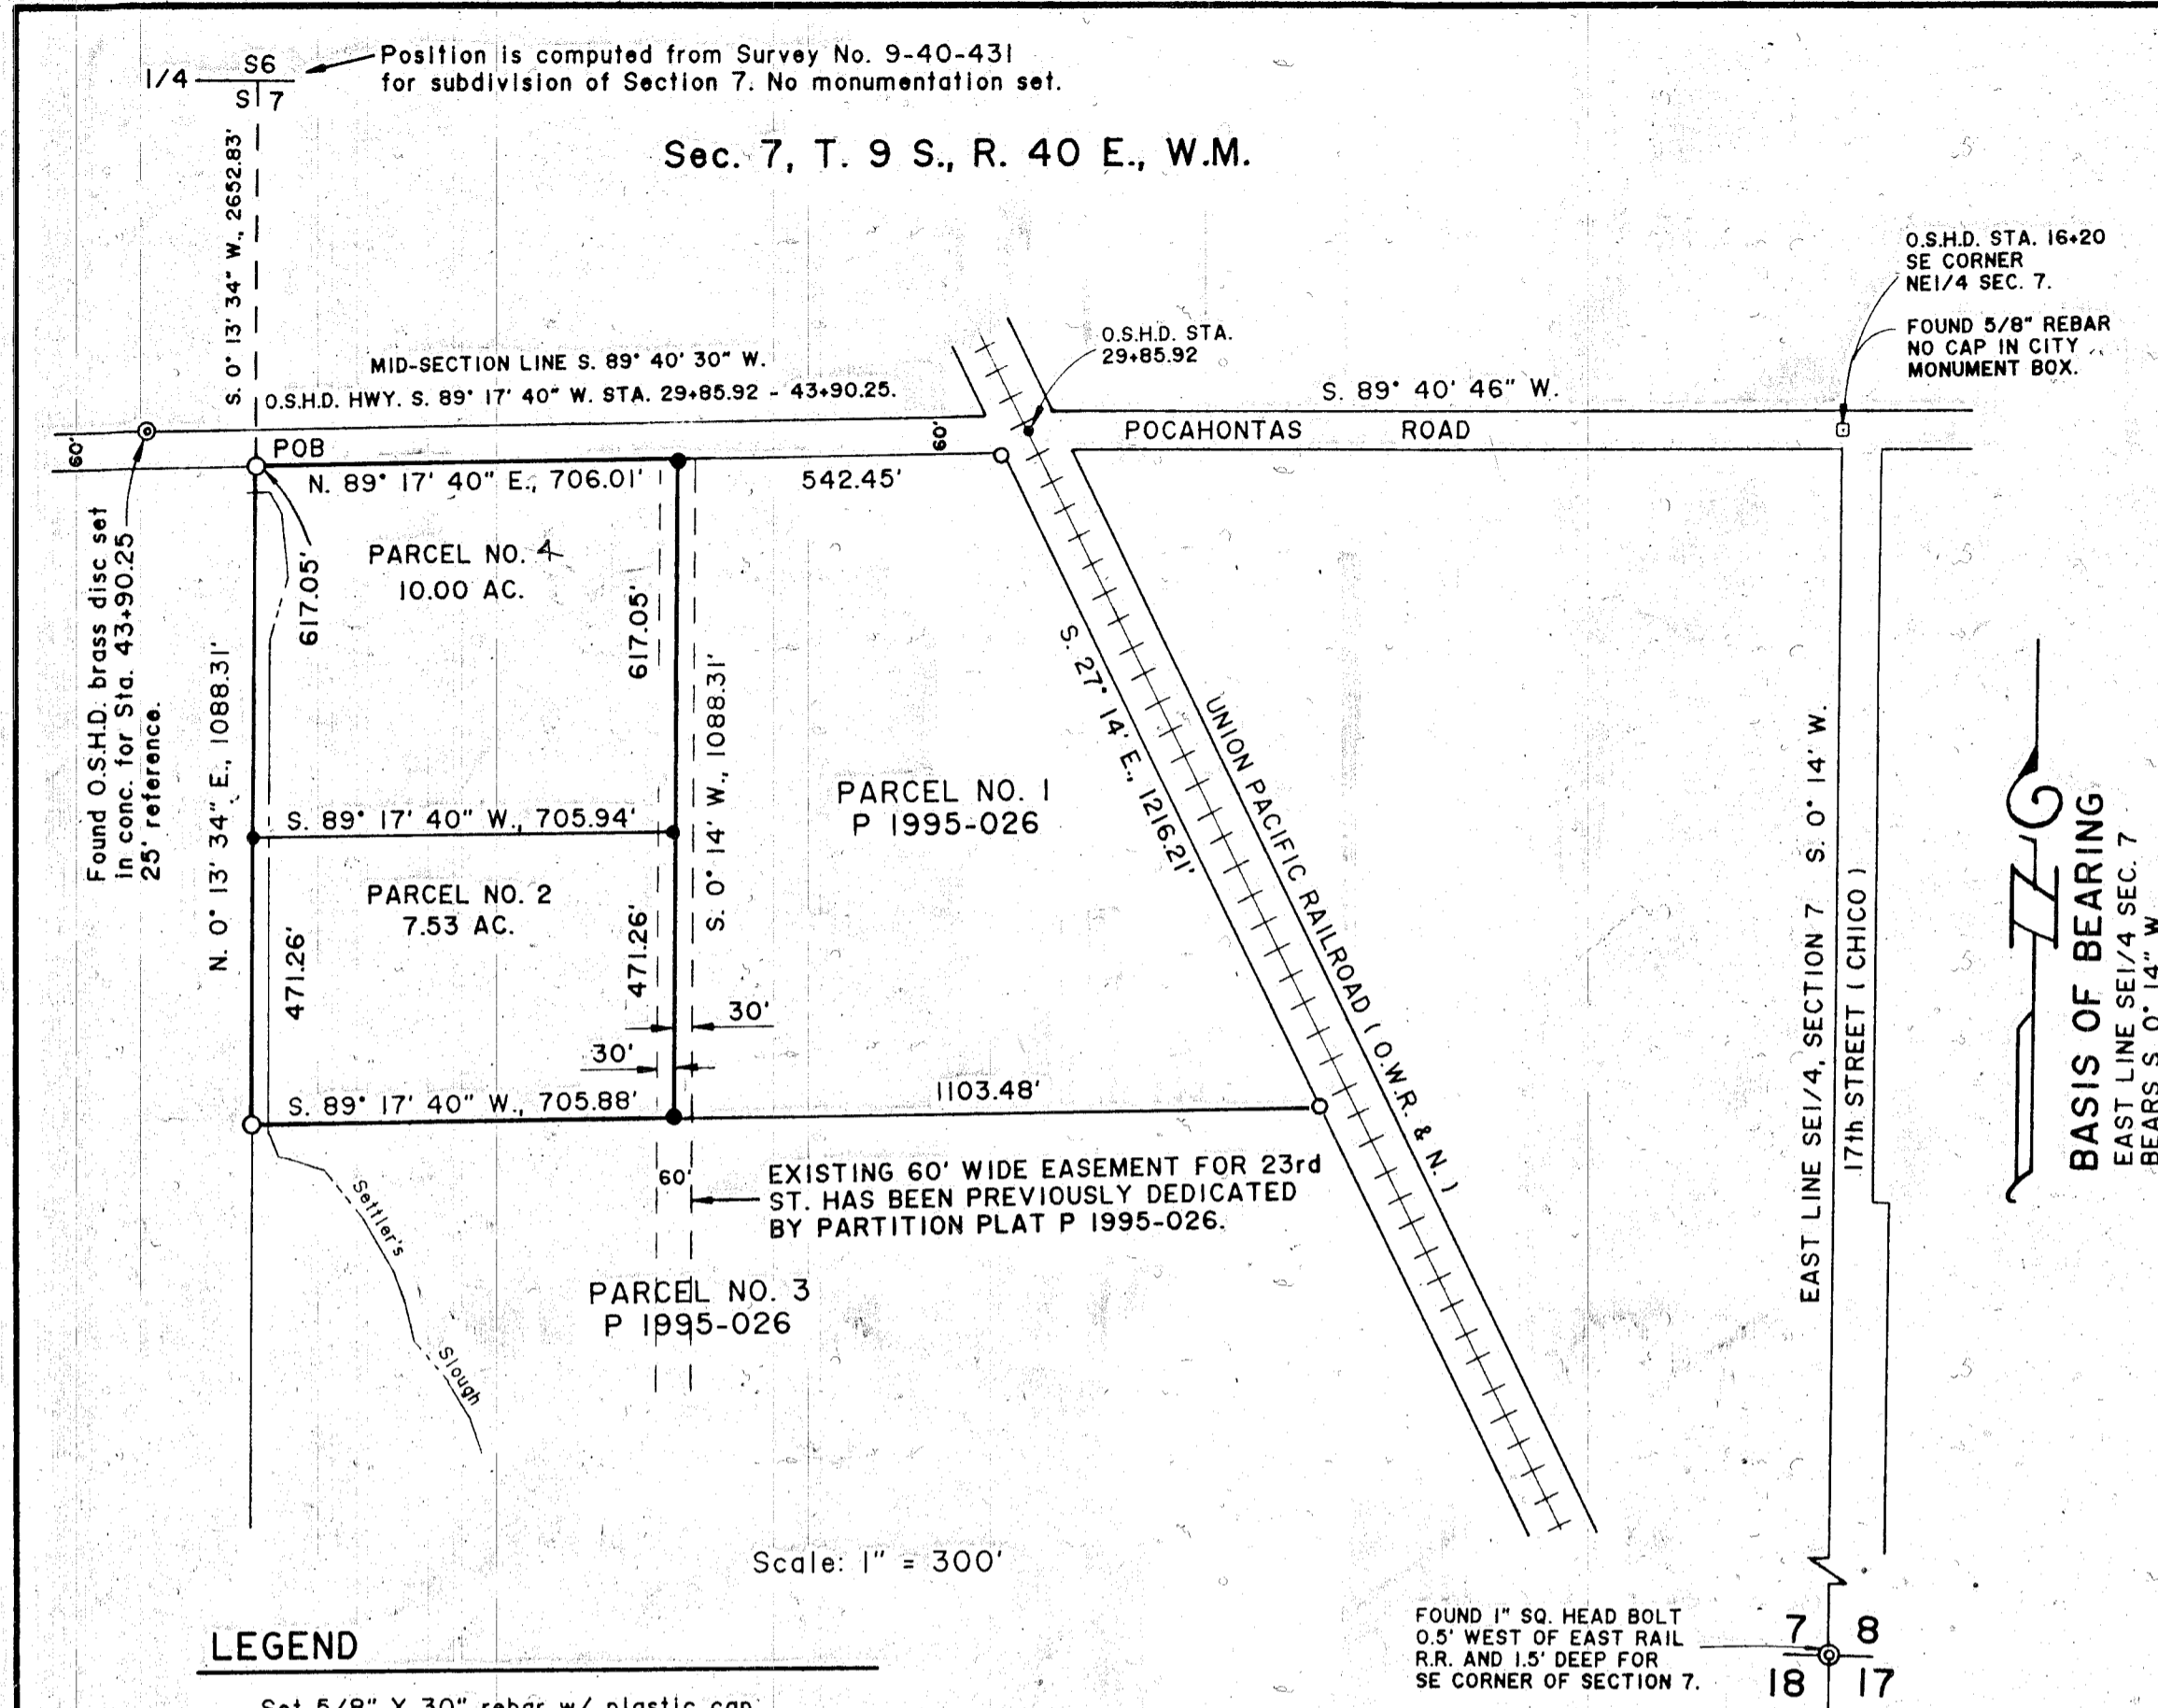 S6
1/4
S 7
Position is computed from Survey No. 9-40-431
for subdivision of Section 7. No monumentation set.
Sec. 7, T. 9 S., R. 40 E., W.M.
S. 0° 13' 34" W., 2652.83'
O.S.H.D. STA. 16+20
SE CORNER
NE1/4 SEC. 7.
FOUND 5/8" REBAR
NO CAP IN CITY
MONUMENT BOX.
MID-SECTION LINE S. 89° 40' 30" W.
O.S.H.D. HWY. S. 89° 17' 40" W. STA. 29+85.92 - 43+90.25.
O.S.H.D. STA.
29+85.92
S. 89° 40' 46" W.
60'
60'
POCAHONTAS ROAD
POB
N. 89° 17' 40" E., 706.01'
542.45'
Found O.S.H.D. brass disc set
in conc. for Sta. 43+90.25
25' reference.
617.05'
PARCEL NO. 4
10.00 AC.
617.05'
N. 0° 13' 34" E., 1088.31'
S. 0° 14' W., 1088.31'
S. 27° 14' E., 1216.21'
UNION PACIFIC RAILROAD ( O.W.R. & N. )
PARCEL NO. 1
P 1995-026
S. 89° 17' 40" W., 705.94'
PARCEL NO. 2
7.53 AC.
471.26'
471.26'
30'
30'
S. 89° 17' 40" W., 705.88'
1103.48'
EAST LINE SE1/4, SECTION 7 S. 0° 14' W.
17th STREET ( CHICO )
N
BASIS OF BEARING
EAST LINE SE1/4 SEC. 7
BEARS S. 0° 14" W.
60'
EXISTING 60' WIDE EASEMENT FOR 23rd
ST. HAS BEEN PREVIOUSLY DEDICATED
BY PARTITION PLAT P 1995-026.
Settler's
Slough
PARCEL NO. 3
P 1995-026
Scale: 1" = 300'
FOUND 1" SQ. HEAD BOLT
0.5' WEST OF EAST RAIL
R.R. AND 1.5' DEEP FOR
SE CORNER OF SECTION 7.
7 8
18 17
LEGEND
Set 5/8" X 30" rebar w/ plastic cap